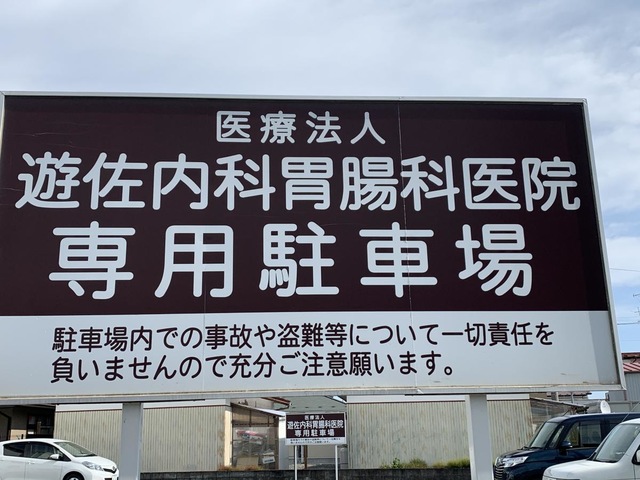 医療法人
遊佐内科胃腸科医院
専用駐車場
駐車場内での事故や盗難等について一切責任を
負いませんので充分ご注意願います。
医療法人
遊佐内科胃腸科医院
専用駐車場